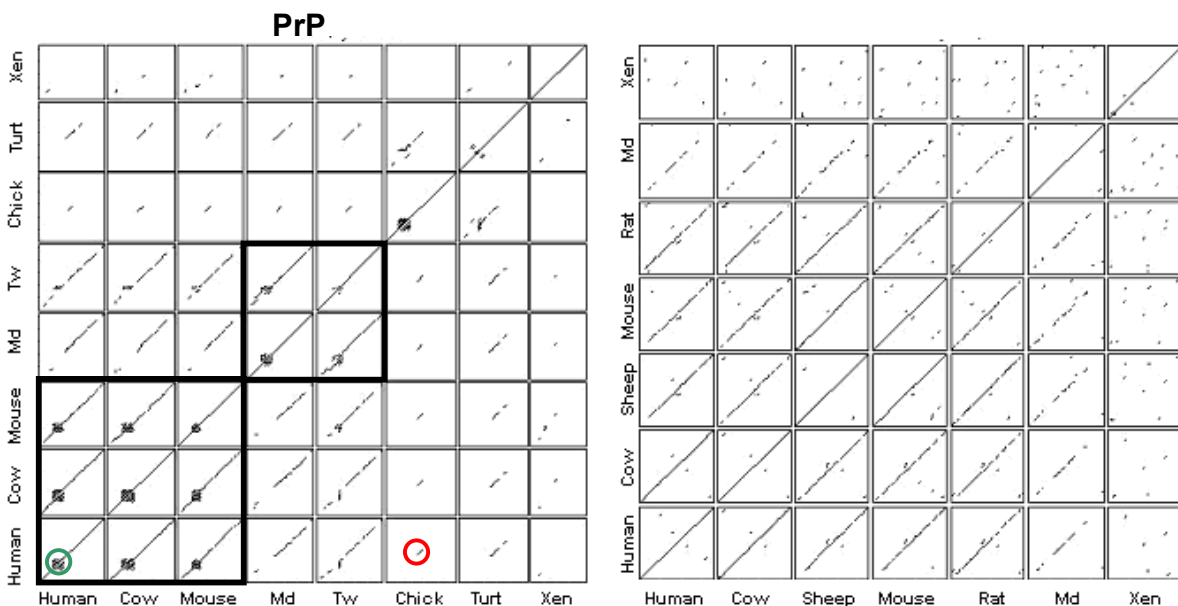 PrP
Xen
Turt
Chick
Tw
Md
Mouse
Cow
Human
Human Cow Mouse Md Tw Chick Turt Xen
Xen
Md
Rat
Mouse
Sheep
Cow
Human
Human Cow Sheep Mouse Rat Md Xen